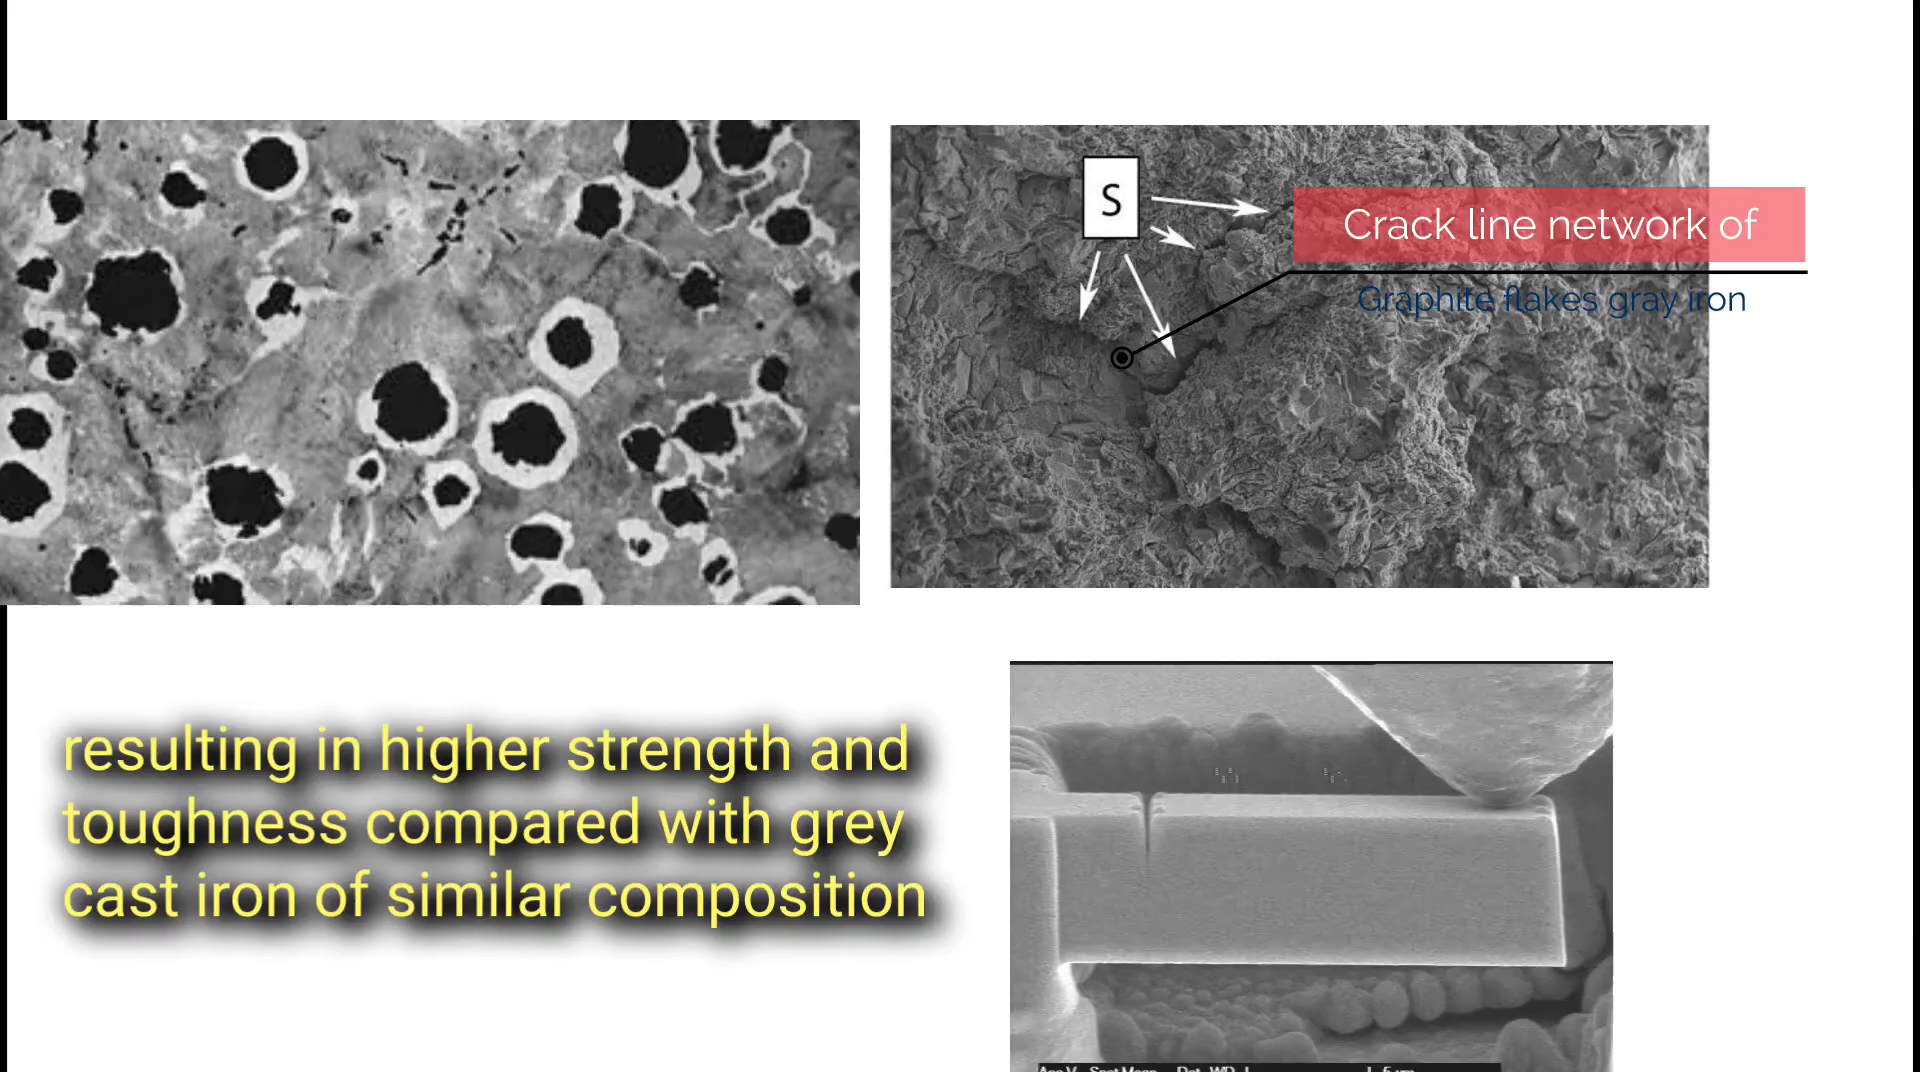 S
Crack line network of
Graphite flakes gray iron
resulting in higher strength and
toughness compared with grey
cast iron of similar composition